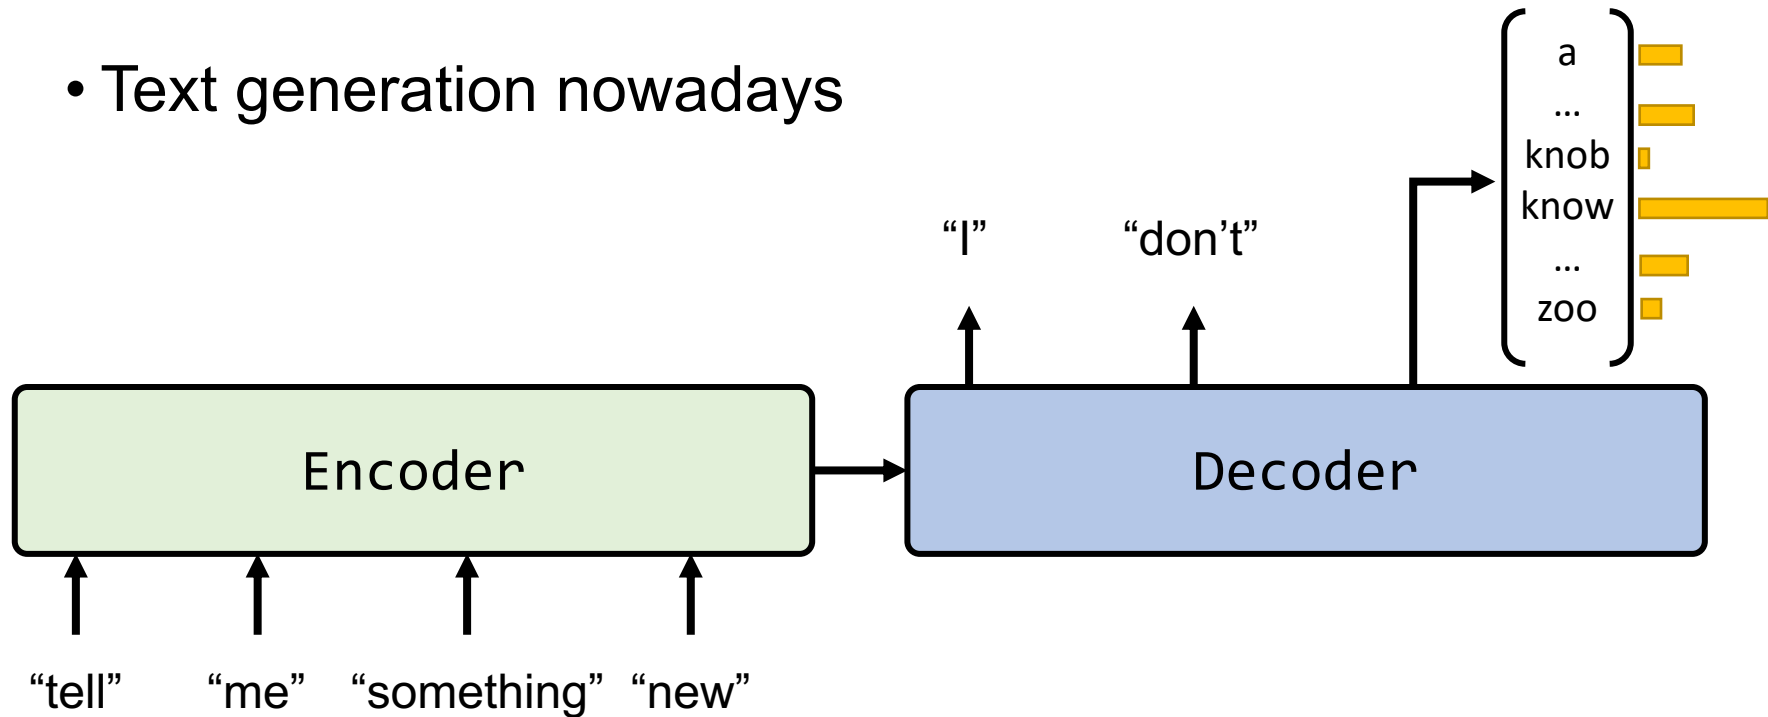 • Text generation nowadays
a
...
knob
know
...
zoo
“I” “don’t”
Encoder
Decoder
“tell” “me” “something” “new”